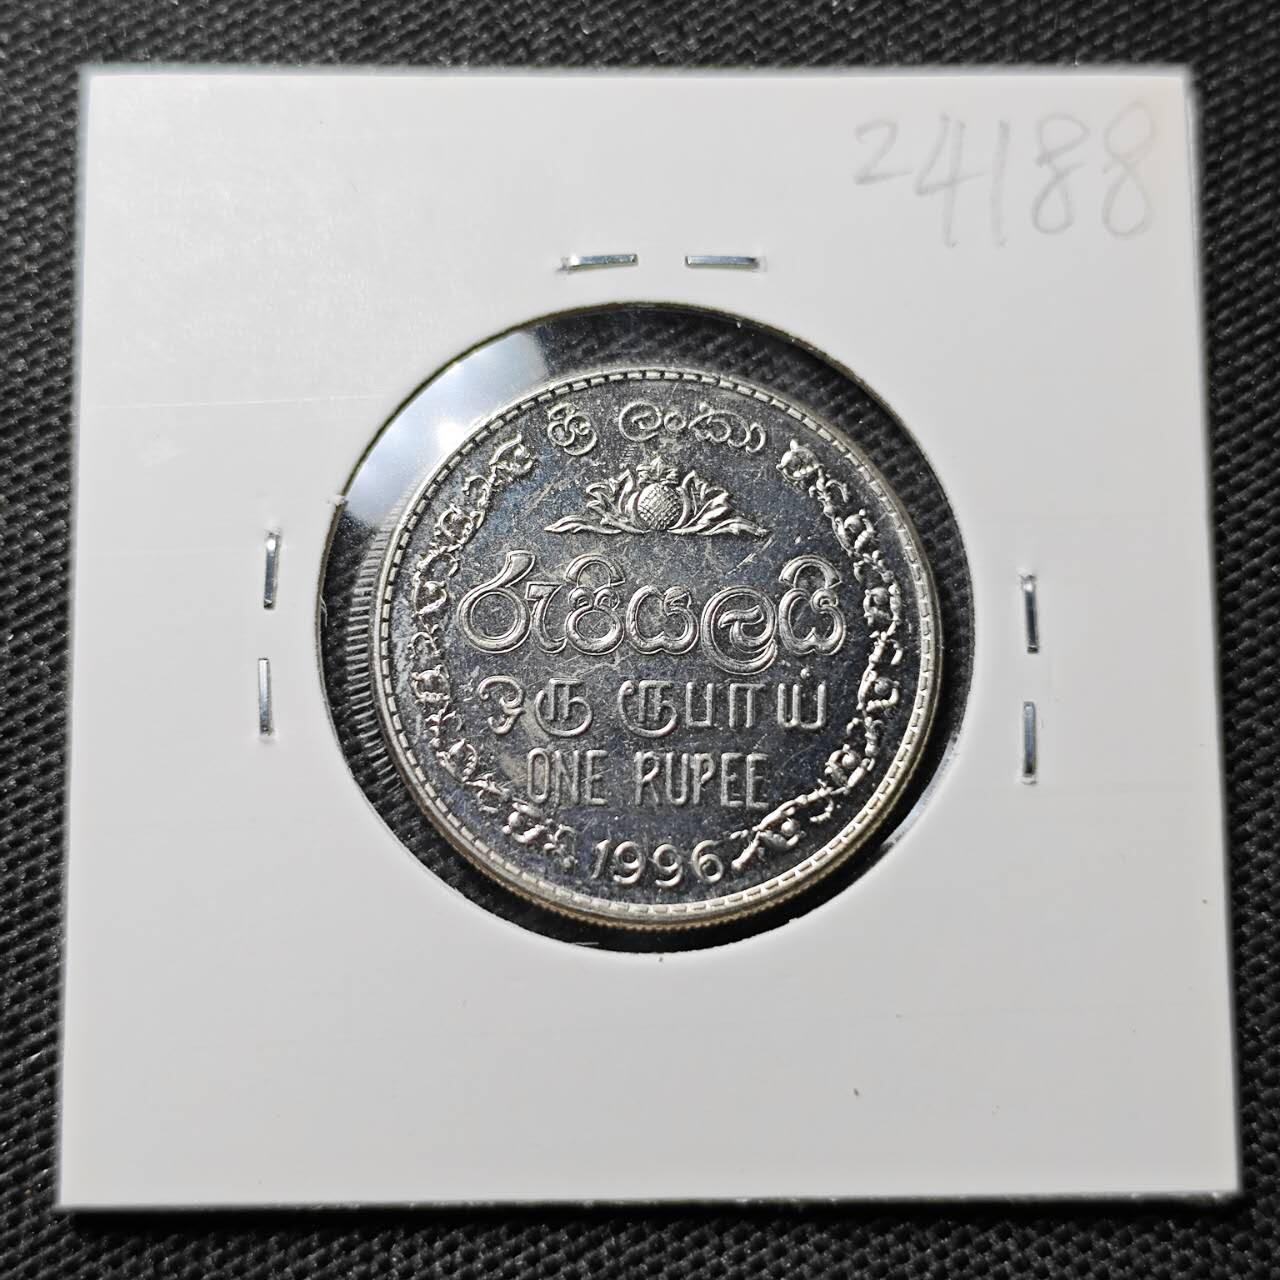 24188
ශ්‍රී ලංකා
රුපියලයි
ஒரு ரூபாய்
ONE RUPEE
1996